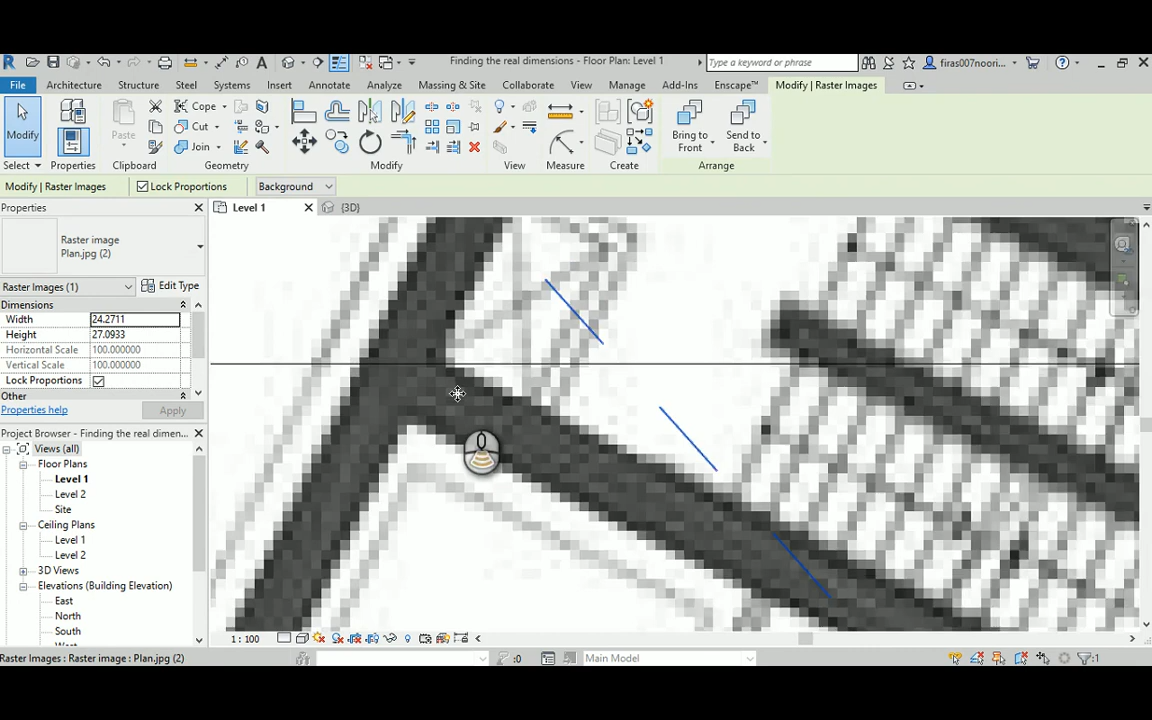 Finding the real dimensions - Floor Plan: Level 1
Type a keyword or phrase
firas007noori...
File Architecture Structure Steel Systems Insert Annotate Analyze Massing & Site Collaborate View Manage Add-Ins Enscape™ Modify | Raster Images
Modify
Paste
Cope
Cut
Join
Bring to Front
Send to Back
Select Properties Clipboard Geometry Modify View Measure Create Arrange
Modify | Raster Images Lock Proportions Background
Properties
Level 1
{3D}
Raster image
Plan.jpg (2)
Raster Images (1) Edit Type
Dimensions
Width 24.2711
Height 27.0933
Horizontal Scale 100.000000
Vertical Scale 100.000000
Lock Proportions
Other
Properties help Apply
Project Browser - Finding the real dimen...
Views (all)
Floor Plans
Level 1
Level 2
Site
Ceiling Plans
Level 1
Level 2
3D Views
Elevations (Building Elevation)
East
North
South
1 : 100
Raster Images : Raster image : Plan.jpg (2)
:0
Main Model
:1